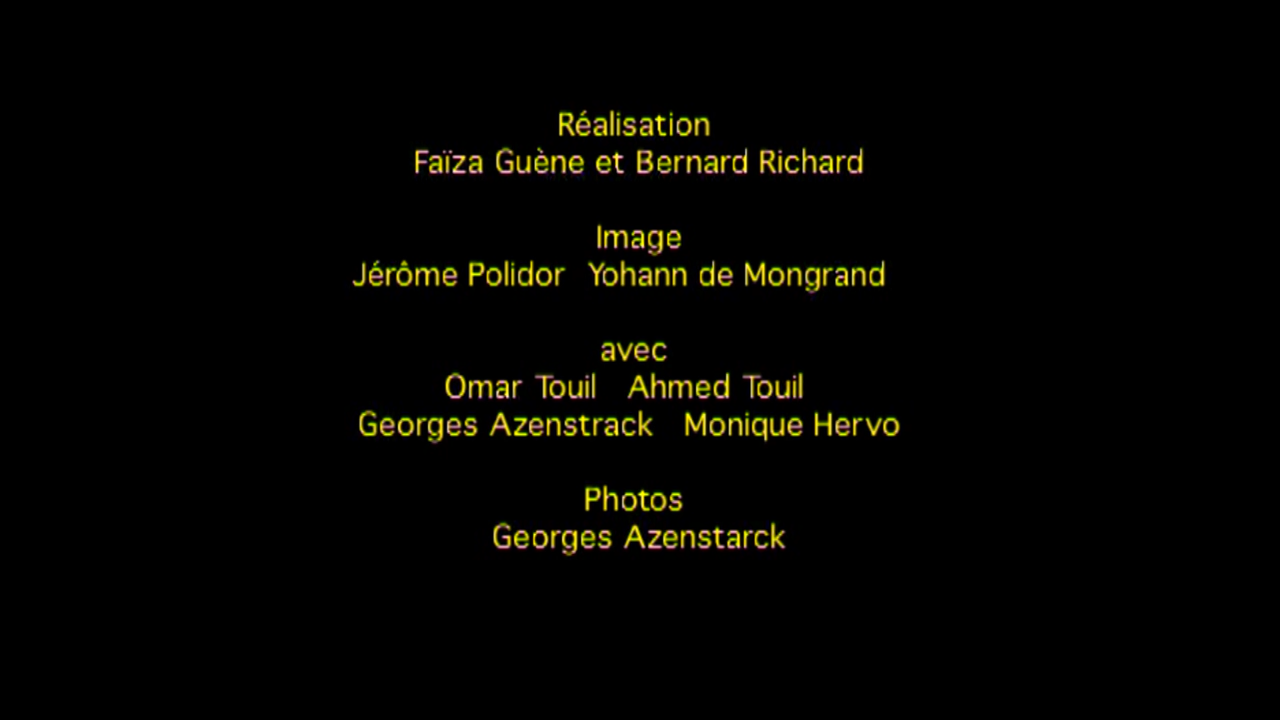 Réalisation
Faïza Guène et Bernard Richard
Image
Jérôme Polidor Yohann de Mongrand
avec
Omar Touil Ahmed Touil
Georges Azenstrack Monique Hervo
Photos
Georges Azenstarck